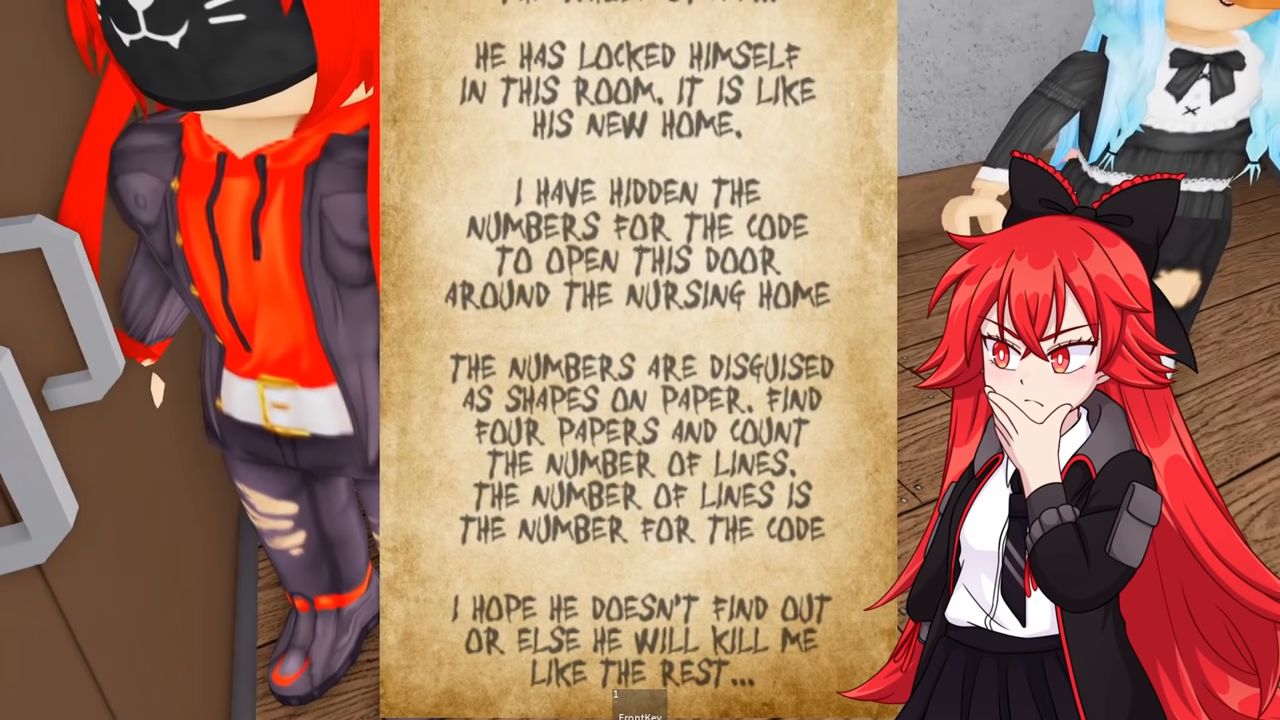 HE HAS LOCKED HIMSELF
IN THIS ROOM. IT IS LIKE
HIS NEW HOME.
I HAVE HIDDEN THE
NUMBERS FOR THE CODE
TO OPEN THIS DOOR
AROUND THE NURSING HOME
THE NUMBERS ARE DISGUISED
AS SHAPES ON PAPER. FIND
FOUR PAPERS AND COUNT
THE NUMBER OF LINES.
THE NUMBER OF LINES IS
THE NUMBER FOR THE CODE
I HOPE HE DOESN'T FIND OUT
OR ELSE HE WILL KILL ME
LIKE THE REST...
1
FrontKey